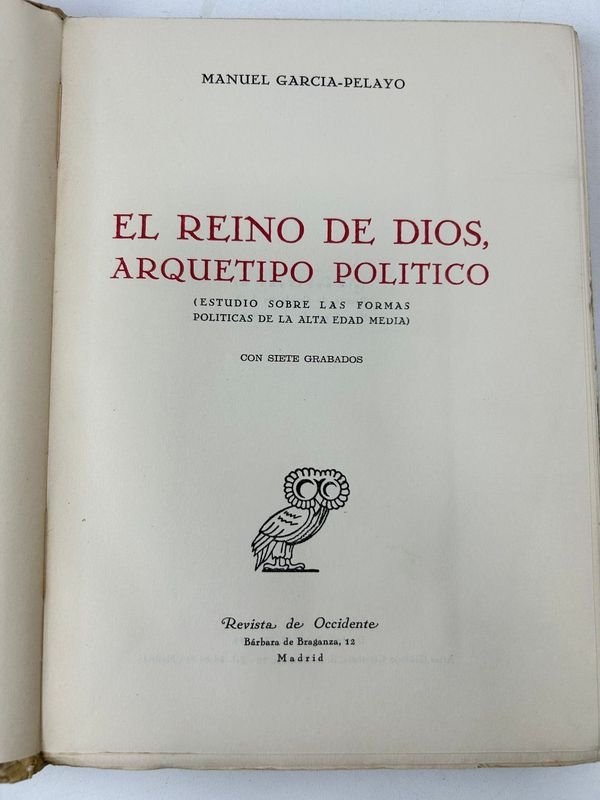 MANUEL GARCIA-PELAYO
EL REINO DE DIOS,
ARQUETIPO POLITICO
(ESTUDIO SOBRE LAS FORMAS
POLITICAS DE LA ALTA EDAD MEDIA)
CON SIETE GRABADOS
Revista de Occidente
Bárbara de Braganza, 12
Madrid